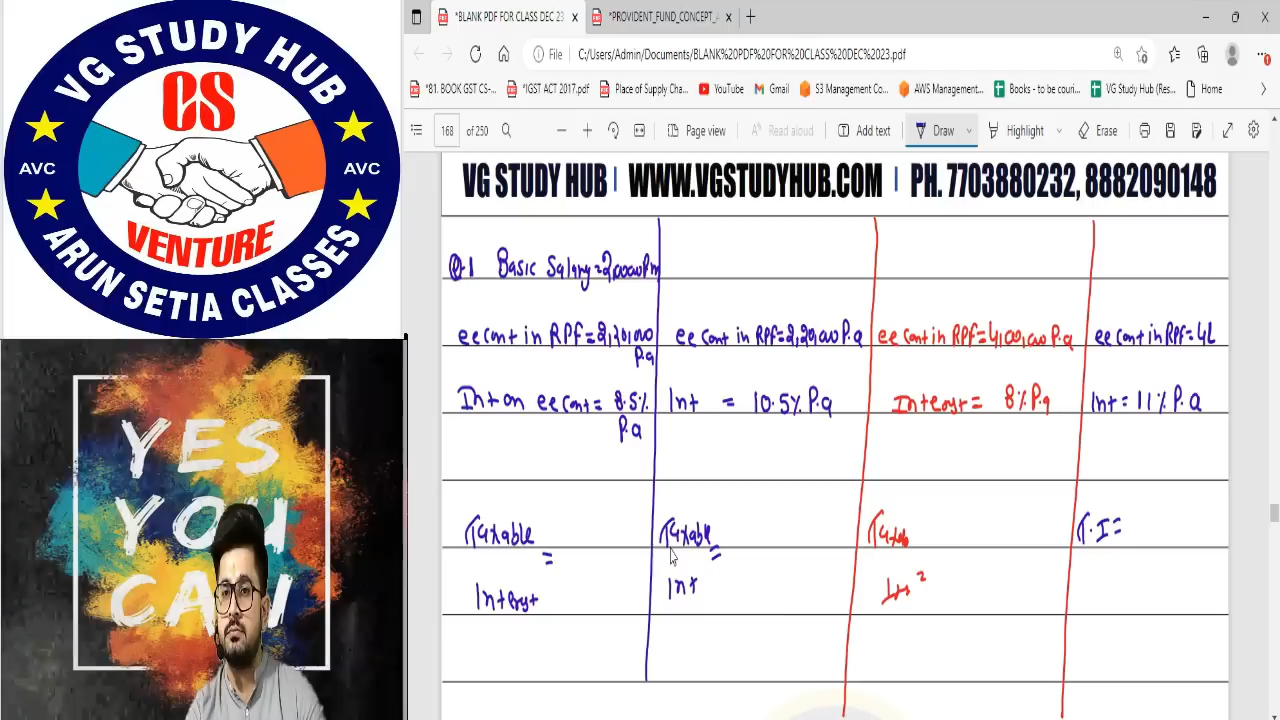 VG STUDY HUB
CS
AVC
AVC
VENTURE
ARUN SETIA CLASSES
YES
YOU
CAN
*BLANK PDF FOR CLASS DEC 23
*PROVIDENT_FUND_CONCEPT_
File
C:/Users/Admin/Documents/BLANK%20PDF%20FOR%20CLASS%20DEC%2023.pdf
*81. BOOK GST CS-...
*IGST ACT 2017.pdf
Place of Supply Cha...
YouTube
Gmail
S3 Management Co...
AWS Management...
Books - to be couri...
VG Study Hub (Res...
Home
168 of 250
Page view
Read aloud
Add text
Draw
Highlight
Erase
VG STUDY HUB | WWW.VGSTUDYHUB.COM | PH. 7703880232, 8882090148
Q.1 Basic Salary=
ee cont in RPf=2,20,000 P.a
ee cont in RPf=2,20,000 P.a
ee cont in RPf=4,00,000 P.a
ee cont in RPf=4L
Int on ee cont= 8.5% P.a
Int = 10.5% P.a
Interest= 8% P.a
Int = 11% P.a
Taxable Interest =
Taxable Int =
T.I=